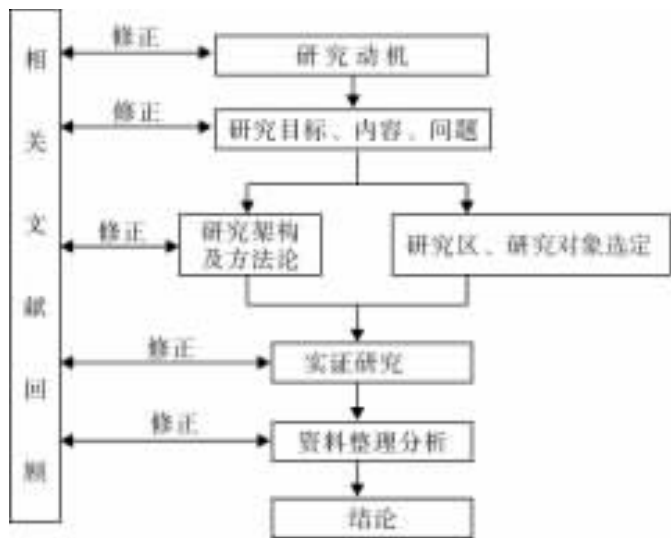 相关文献回顾
修正
研究动机
修正
研究目标、内容、问题
修正
研究架构
及方法论
研究区、研究对象选定
修正
实证研究
修正
资料整理分析
结论